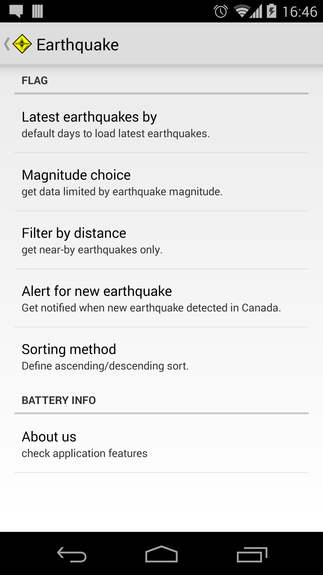 16:46
Earthquake
FLAG
Latest earthquakes by
default days to load latest earthquakes.
Magnitude choice
get data limited by earthquake magnitude.
Filter by distance
get near-by earthquakes only.
Alert for new earthquake
Get notified when new earthquake detected in Canada.
Sorting method
Define ascending/descending sort.
BATTERY INFO
About us
check application features